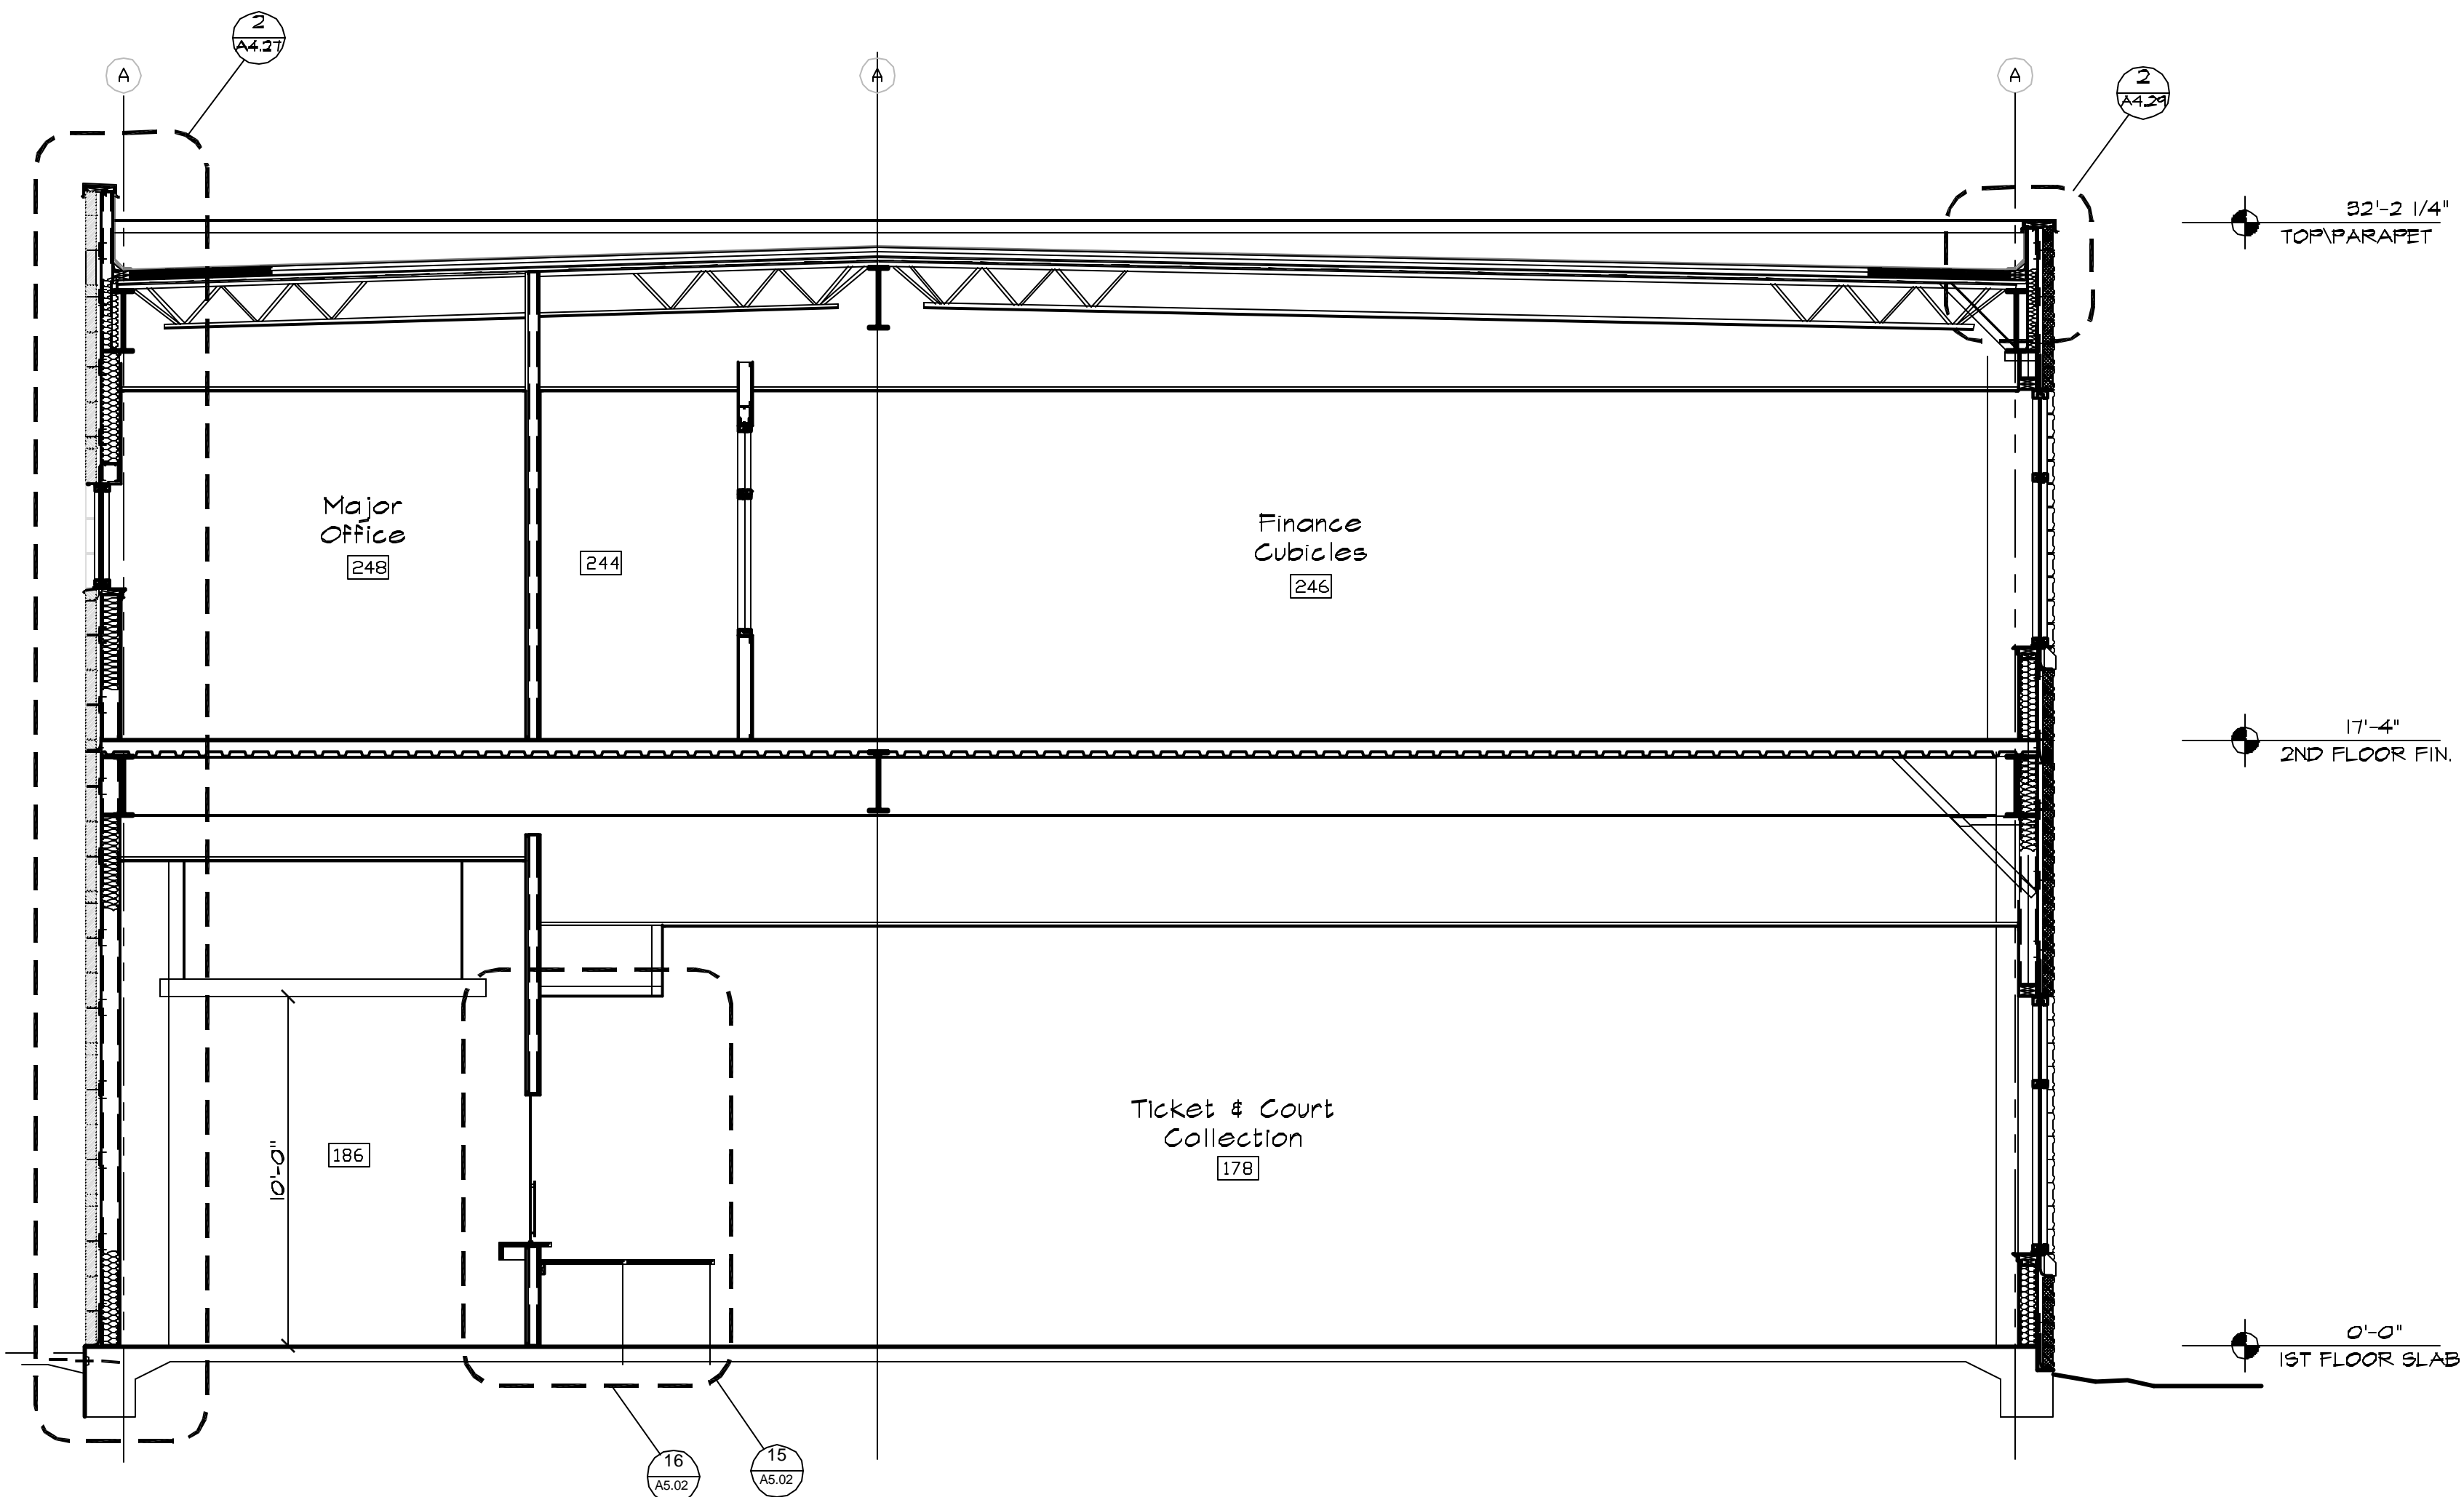 2
A4.27
A
A
A
2
A4.29
32'-2 1/4"
TOP\PARAPET
Major
Office
248
244
Finance
Cubicles
246
17'-4"
2ND FLOOR FIN.
10'-0"
186
Ticket & Court
Collection
178
0'-0"
1ST FLOOR SLAB
16
A5.02
15
A5.02